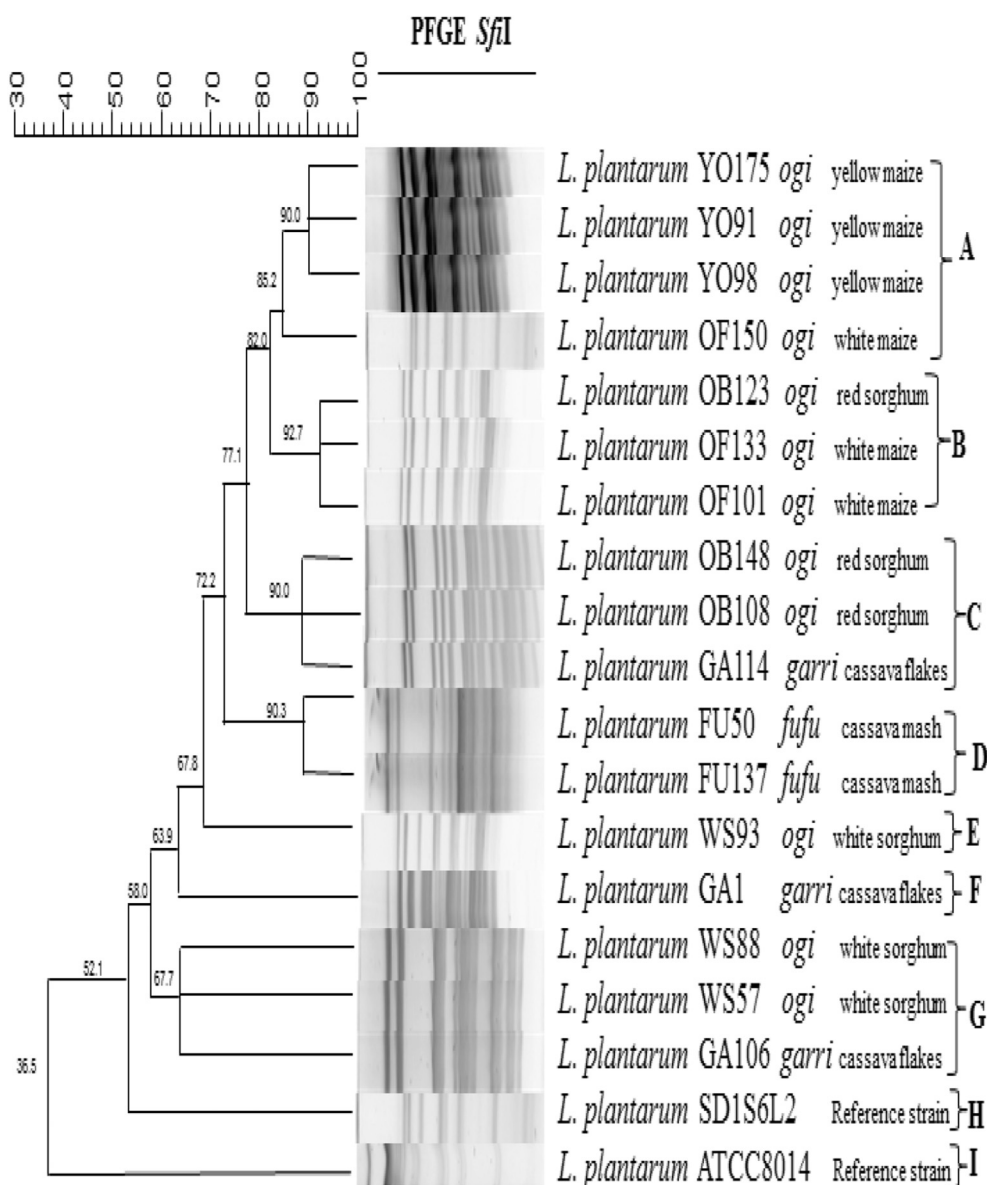 PFGE SfiI
30 40 50 60 70 80 90 100
L. plantarum YO175 ogi yellow maize
L. plantarum YO91 ogi yellow maize
A
90.0
L. plantarum YO98 ogi yellow maize
85.2
L. plantarum OF150 ogi white maize
82.0
L. plantarum OB123 ogi red sorghum
92.7
L. plantarum OF133 ogi white maize
B
77.1
L. plantarum OF101 ogi white maize
L. plantarum OB148 ogi red sorghum
72.2
90.0
L. plantarum OB108 ogi red sorghum
C
L. plantarum GA114 garri cassava flakes
90.3
L. plantarum FU50 fufu cassava mash
D
67.8
L. plantarum FU137 fufu cassava mash
L. plantarum WS93 ogi white sorghum
E
63.9
L. plantarum GA1 garri cassava flakes
F
58.0
L. plantarum WS88 ogi white sorghum
52.1
67.7
L. plantarum WS57 ogi white sorghum
G
L. plantarum GA106 garri cassava flakes
36.5
L. plantarum SD1S6L2 Reference strain
H
L. plantarum ATCC8014 Reference strain
I